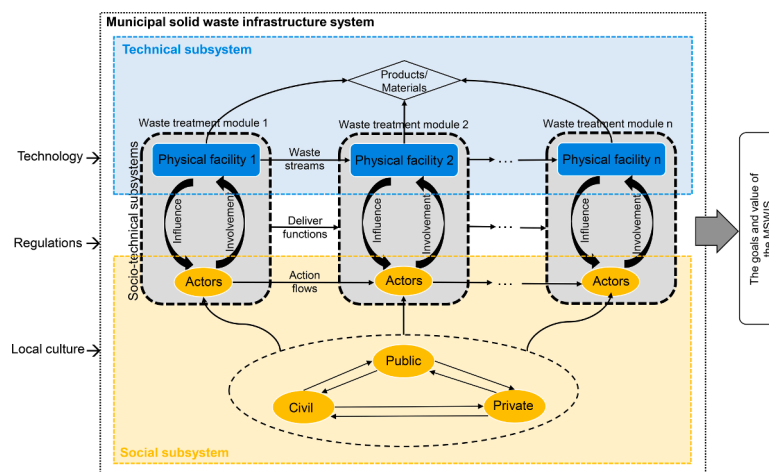 Municipal solid waste infrastructure system
Technical subsystem
Products/
Materials
Waste treatment module 1
Waste treatment module 2
Waste treatment module n
Technology
Physical facility 1
Waste
streams
Physical facility 2
...
Physical facility n
Socio-technical subsystems
Influence
Involvement
Deliver
functions
Influence
Involvement
...
Influence
Involvement
Regulations
The goals and value of
the MSWIS
Actors
Action
flows
Actors
...
Actors
Local culture
Public
Civil
Private
Social subsystem